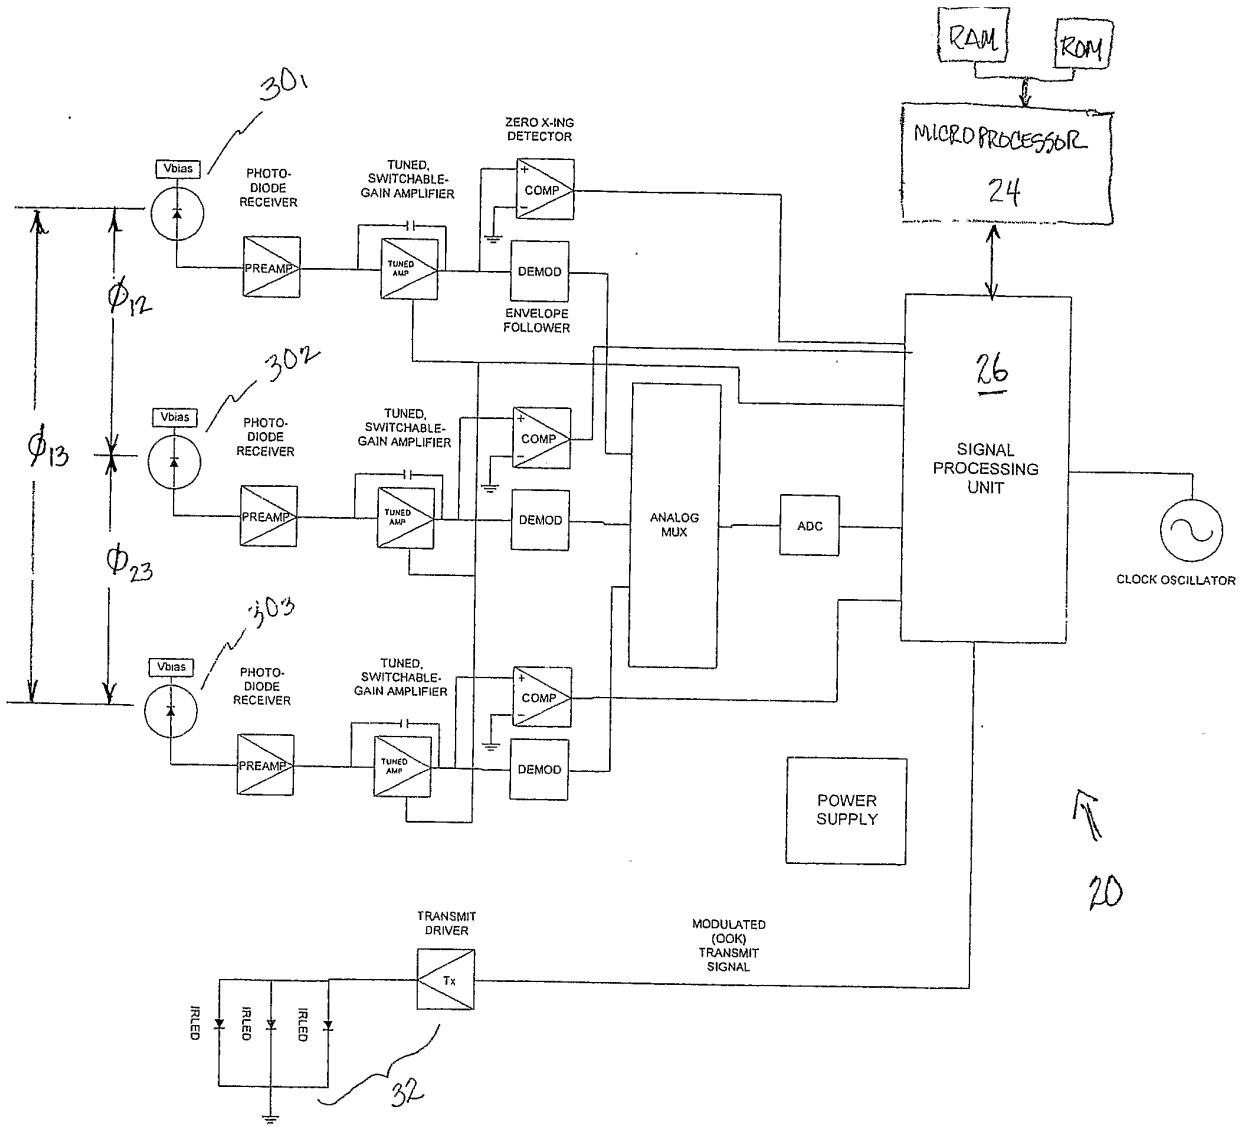 RAM
ROM
MICROPROCESSOR
24
301
ZERO X-ING
DETECTOR
Vbias
PHOTO-
DIODE
RECEIVER
TUNED,
SWITCHABLE-
GAIN AMPLIFIER
+
COMP
−
PREAMP
TUNED
AMP
DEMOD
ENVELOPE
FOLLOWER
ϕ12
302
Vbias
PHOTO-
DIODE
RECEIVER
TUNED,
SWITCHABLE-
GAIN AMPLIFIER
+
COMP
−
26
SIGNAL
PROCESSING
UNIT
ϕ13
PREAMP
TUNED
AMP
DEMOD
ANALOG
MUX
ADC
CLOCK OSCILLATOR
ϕ23
303
Vbias
PHOTO-
DIODE
RECEIVER
TUNED,
SWITCHABLE-
GAIN AMPLIFIER
+
COMP
−
PREAMP
TUNED
AMP
DEMOD
POWER
SUPPLY
20
TRANSMIT
DRIVER
MODULATED
(OOK)
TRANSMIT
SIGNAL
Tx
IRLED
IRLED
IRLED
32